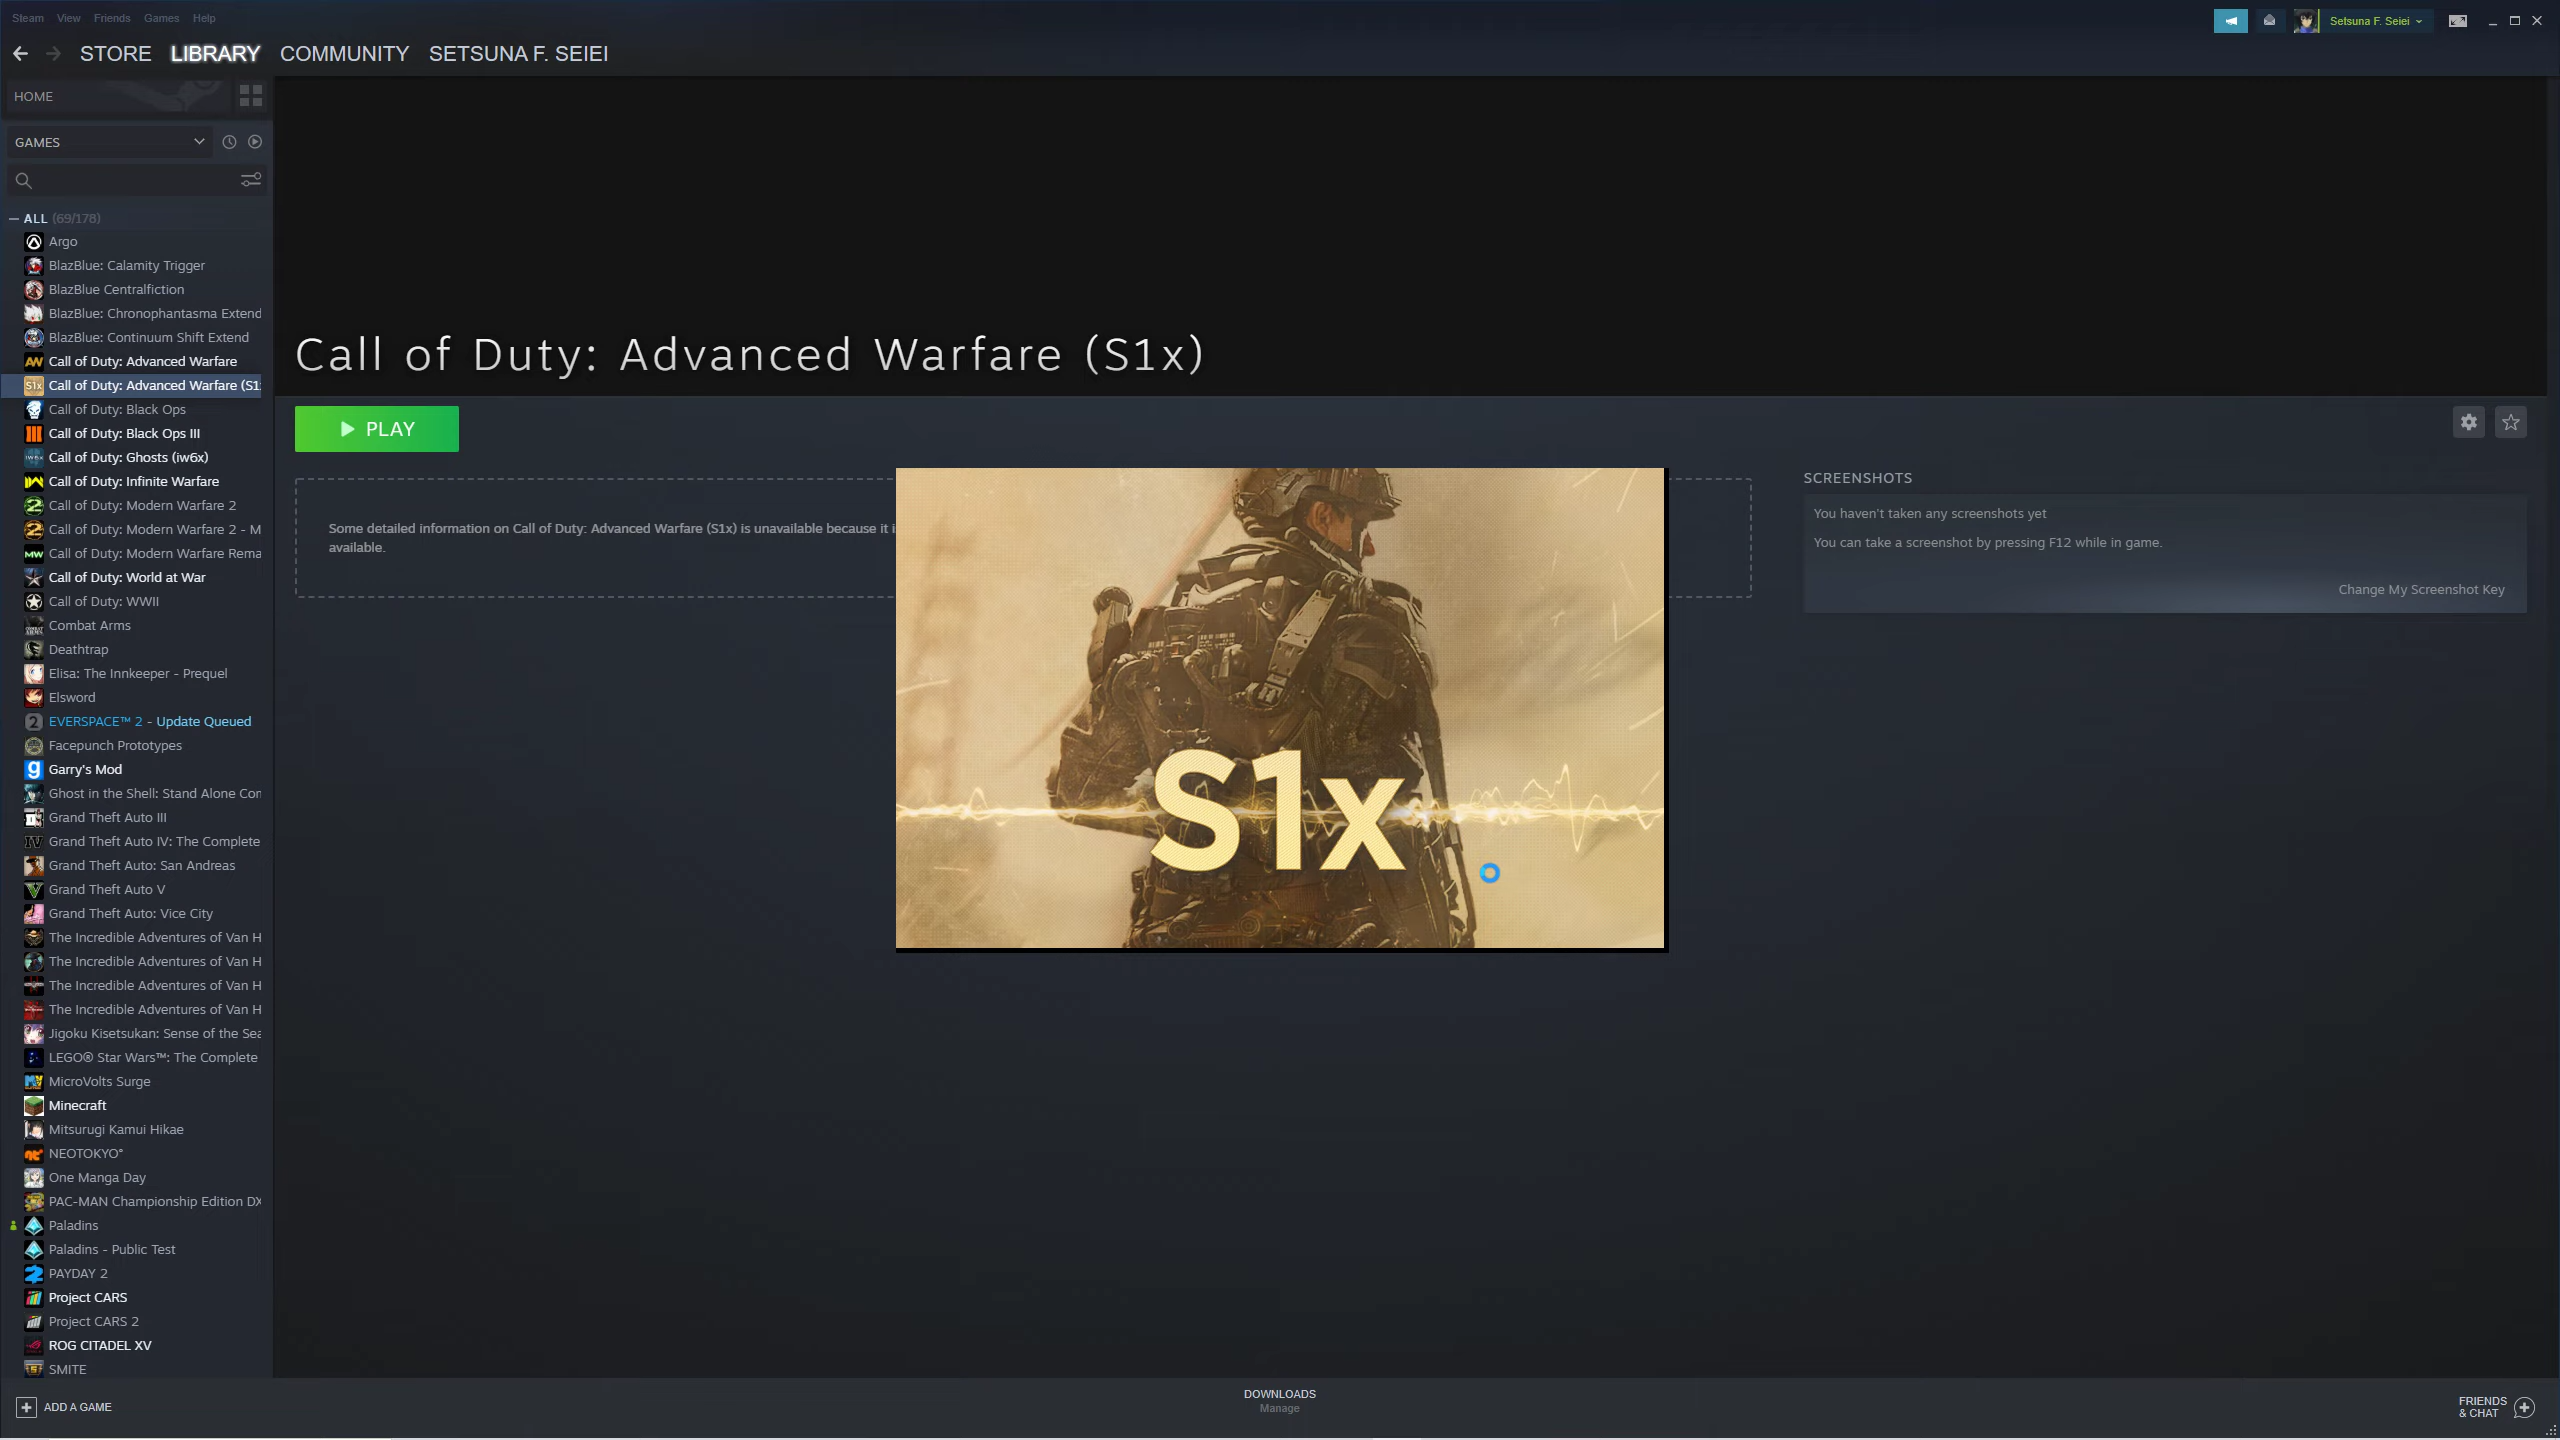 Steam View Friends Games Help
Setsuna F. Seiei
STORE LIBRARY COMMUNITY SETSUNA F. SEIEI
HOME
GAMES
ALL (69/178)
Argo
BlazBlue: Calamity Trigger
BlazBlue Centralfiction
BlazBlue: Chronophantasma Extend
BlazBlue: Continuum Shift Extend
Call of Duty: Advanced Warfare
Call of Duty: Advanced Warfare (S1
Call of Duty: Black Ops
Call of Duty: Black Ops III
Call of Duty: Ghosts (iw6x)
Call of Duty: Infinite Warfare
Call of Duty: Modern Warfare 2
Call of Duty: Modern Warfare 2 - M
Call of Duty: Modern Warfare Rema
Call of Duty: World at War
Call of Duty: WWII
Combat Arms
Deathtrap
Elisa: The Innkeeper - Prequel
Elsword
EVERSPACE™ 2 - Update Queued
Facepunch Prototypes
Garry's Mod
Ghost in the Shell: Stand Alone Com
Grand Theft Auto III
Grand Theft Auto IV: The Complete
Grand Theft Auto: San Andreas
Grand Theft Auto V
Grand Theft Auto: Vice City
The Incredible Adventures of Van H
The Incredible Adventures of Van H
The Incredible Adventures of Van H
The Incredible Adventures of Van H
Jigoku Kisetsukan: Sense of the Sea
LEGO® Star Wars™: The Complete
MicroVolts Surge
Minecraft
Mitsurugi Kamui Hikae
NEOTOKYO°
One Manga Day
PAC-MAN Championship Edition DX
Paladins
Paladins - Public Test
PAYDAY 2
Project CARS
Project CARS 2
ROG CITADEL XV
SMITE
Call of Duty: Advanced Warfare (S1x)
PLAY
Some detailed information on Call of Duty: Advanced Warfare (S1x) is unavailable because it i
available.
S1x
SCREENSHOTS
You haven't taken any screenshots yet
You can take a screenshot by pressing F12 while in game.
Change My Screenshot Key
ADD A GAME
DOWNLOADS
Manage
FRIENDS
& CHAT